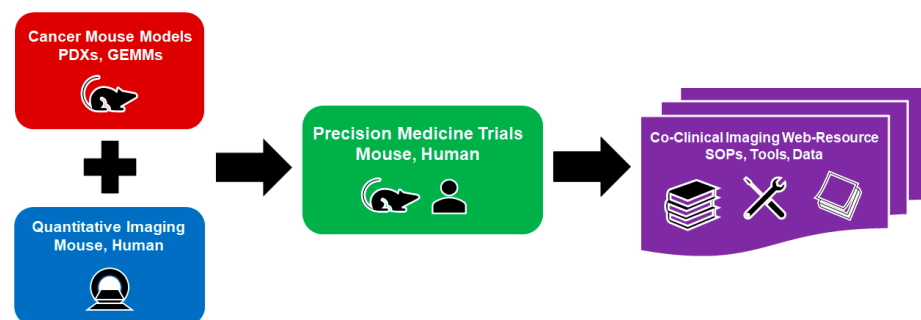 Cancer Mouse Models
PDXs, GEMMs
Quantitative Imaging
Mouse, Human
Precision Medicine Trials
Mouse, Human
Co-Clinical Imaging Web-Resource
SOPs, Tools, Data